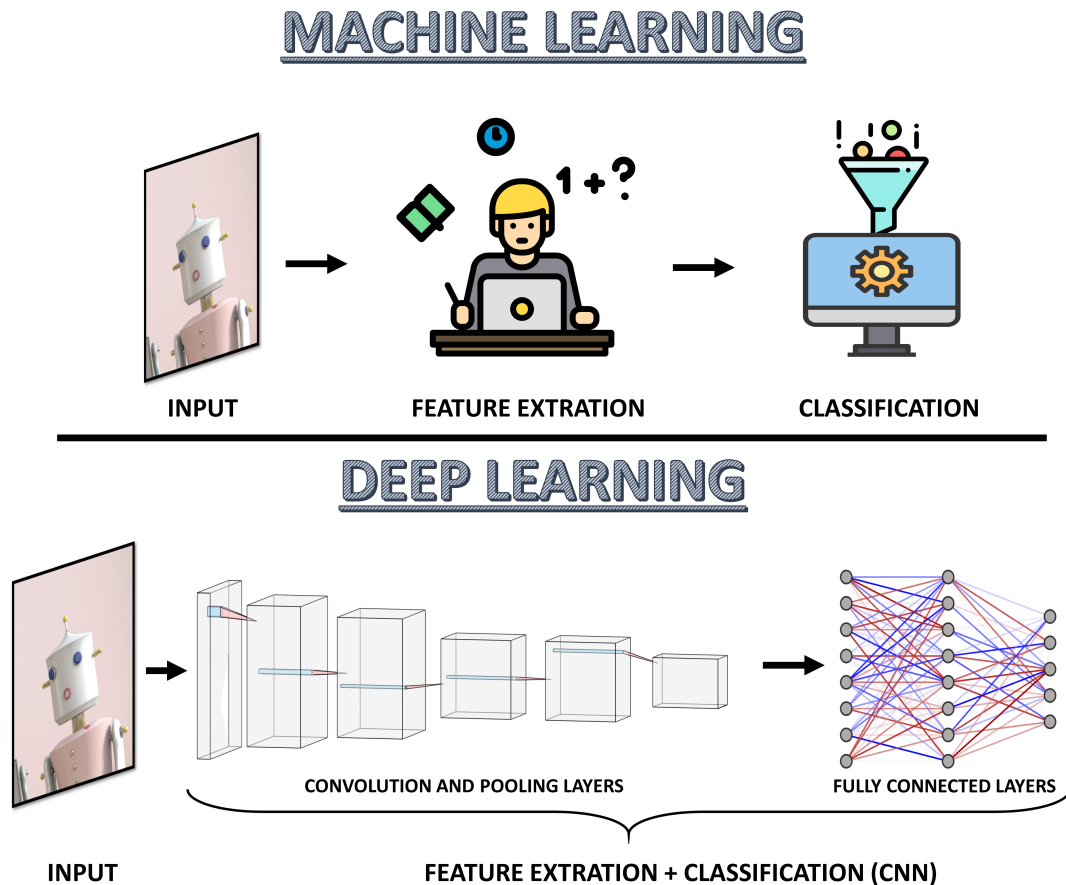 MACHINE LEARNING
1 + ?
INPUT
FEATURE EXTRATION
CLASSIFICATION
DEEP LEARNING
CONVOLUTION AND POOLING LAYERS
FULLY CONNECTED LAYERS
INPUT
FEATURE EXTRATION + CLASSIFICATION (CNN)